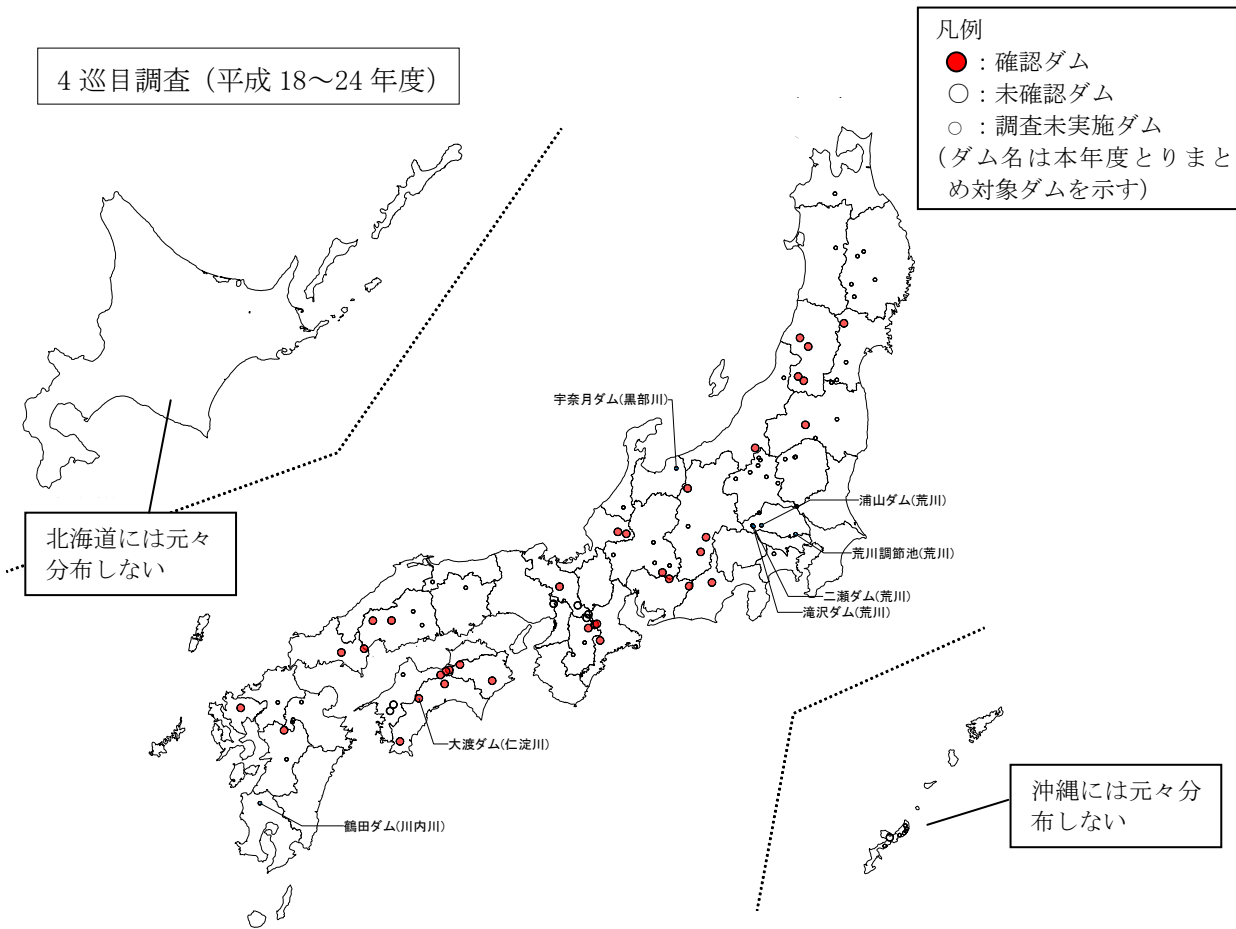 4 巡目調査（平成 18～24 年度）
凡例
：確認ダム
：未確認ダム
：調査未実施ダム
(ダム名は本年度とりまと
め対象ダムを示す)
宇奈月ダム(黒部川)
浦山ダム(荒川)
荒川調節池(荒川)
二瀬ダム(荒川)
滝沢ダム(荒川)
北海道には元々
分布しない
大渡ダム(仁淀川)
鶴田ダム(川内川)
沖縄には元々分
布しない